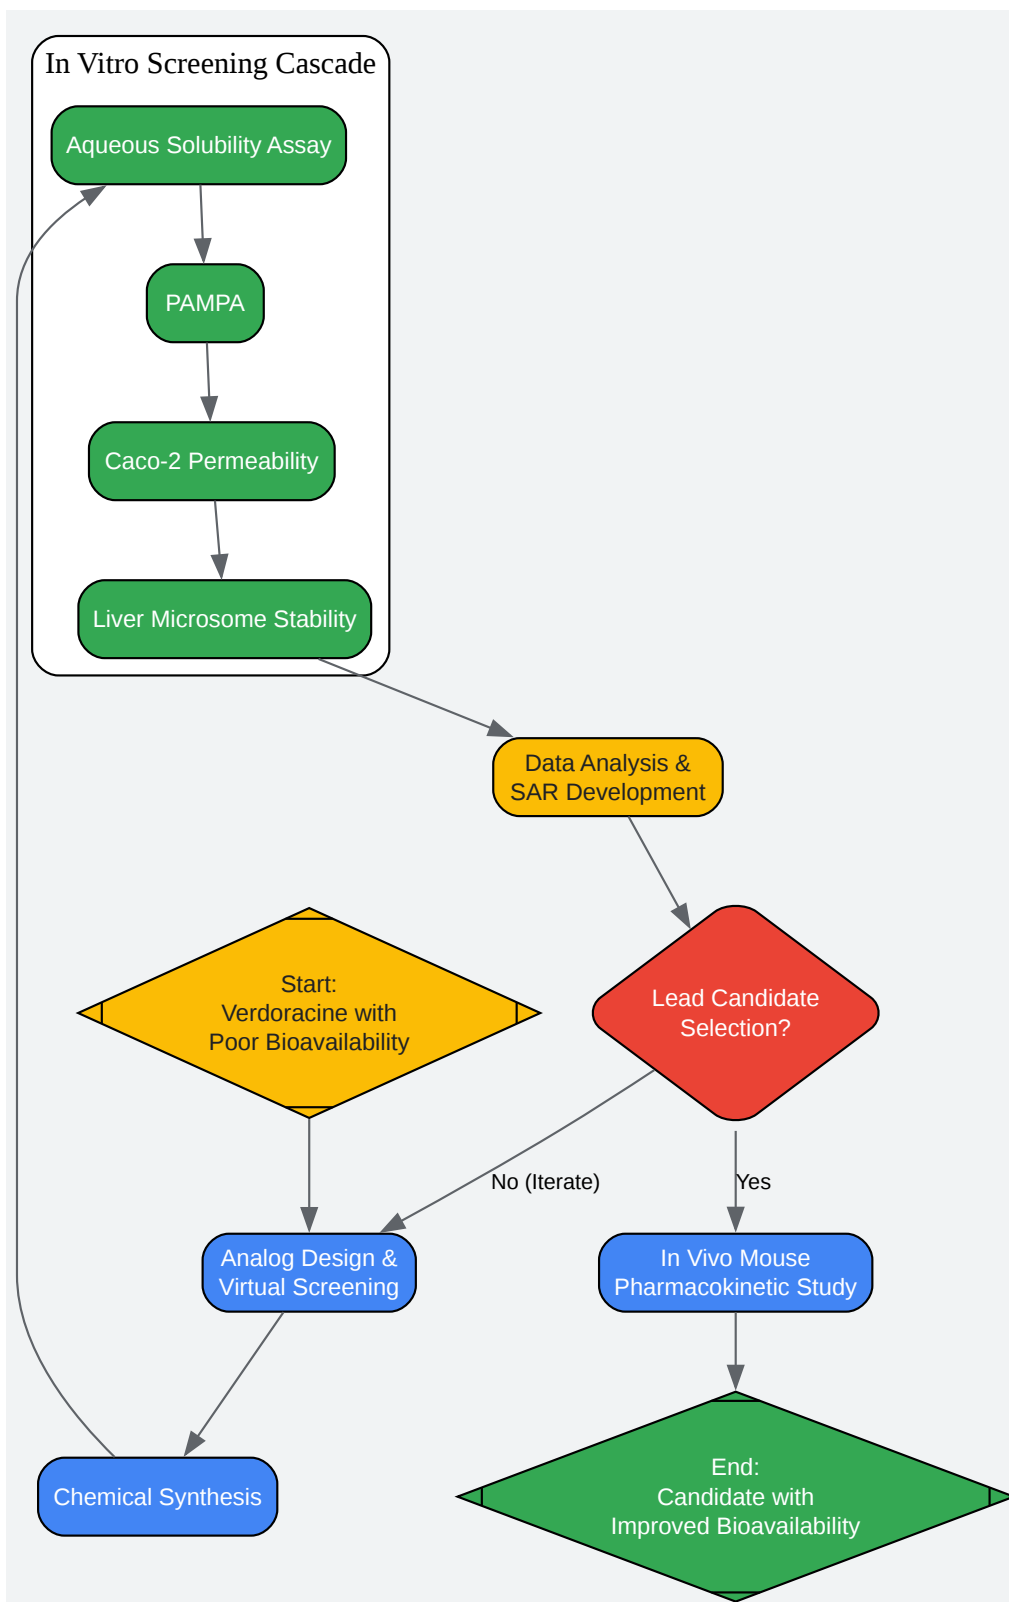 In Vitro Screening Cascade
Aqueous Solubility Assay
PAMPA
Caco-2 Permeability
Liver Microsome Stability
Data Analysis &
SAR Development
Start:
Verdoracine with
Poor Bioavailability
Lead Candidate
Selection?
No (Iterate)
Yes
Analog Design &
Virtual Screening
In Vivo Mouse
Pharmacokinetic Study
Chemical Synthesis
End:
Candidate with
Improved Bioavailability